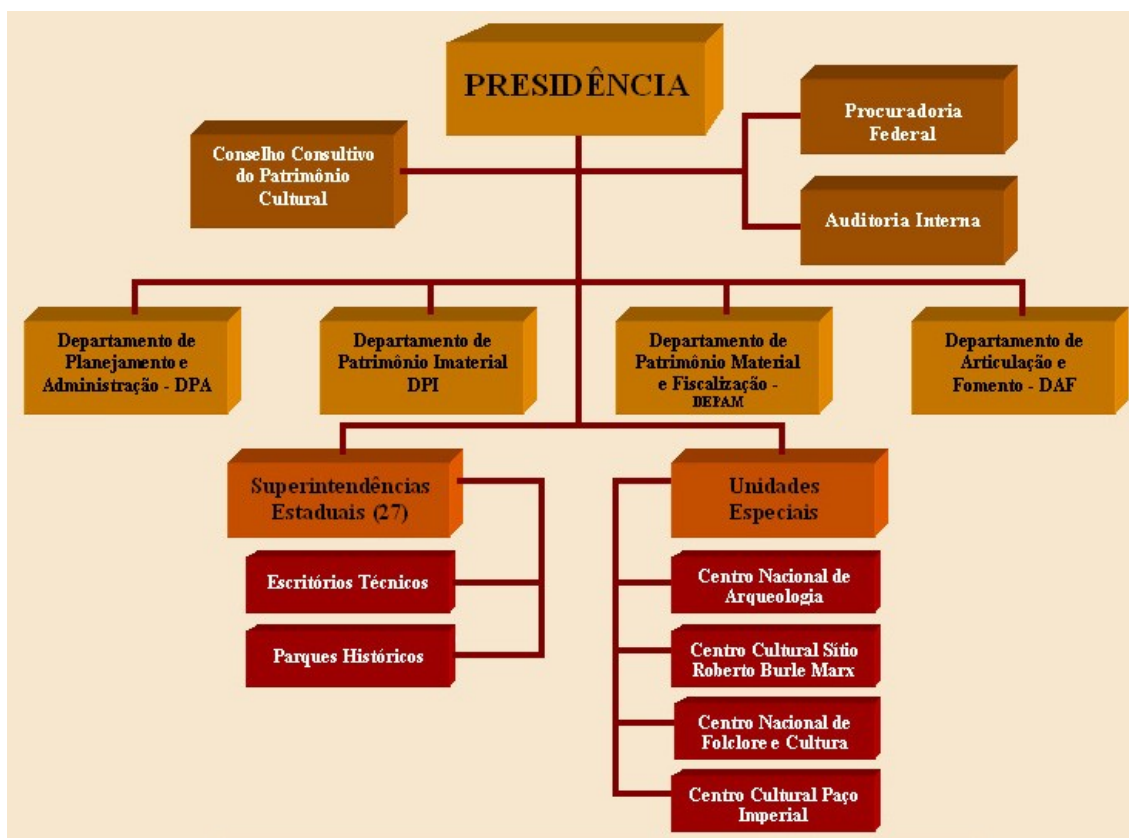 PRESIDÊNCIA
Procuradoria
Federal
Conselho Consultivo
do Patrimônio
Cultural
Auditoria Interna
Departamento de
Planejamento e
Administração - DPA
Departamento de
Patrimônio Imaterial
DPI
Departamento de
Patrimônio Material
e Fiscalização -
DEPAM
Departamento de
Articulação e
Fomento - DAF
Superintendências
Estaduais (27)
Escritórios Técnicos
Parques Históricos
Unidades
Especiais
Centro Nacional de
Arqueologia
Centro Cultural Sítio
Roberto Burle Marx
Centro Nacional de
Folclore e Cultura
Centro Cultural Paço
Imperial